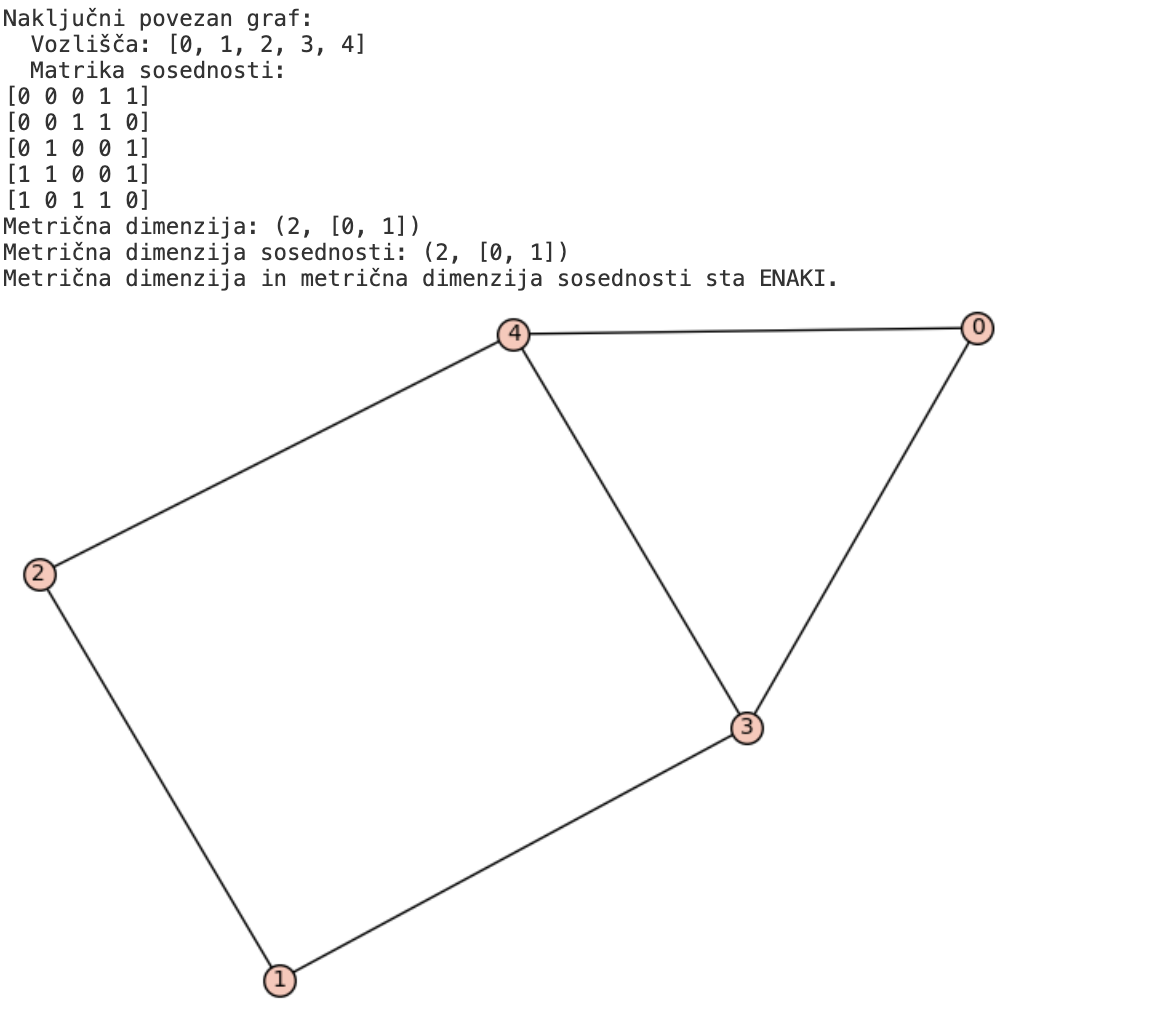 Naključni povezan graf:
Vozlišča: [0, 1, 2, 3, 4]
Matrika sosednosti:
[0 0 0 1 1]
[0 0 1 1 0]
[0 1 0 0 1]
[1 1 0 0 1]
[1 0 1 1 0]
Metrična dimenzija: (2, [0, 1])
Metrična dimenzija sosednosti: (2, [0, 1])
Metrična dimenzija in metrična dimenzija sosednosti sta ENAKI.
4
0
2
3
1